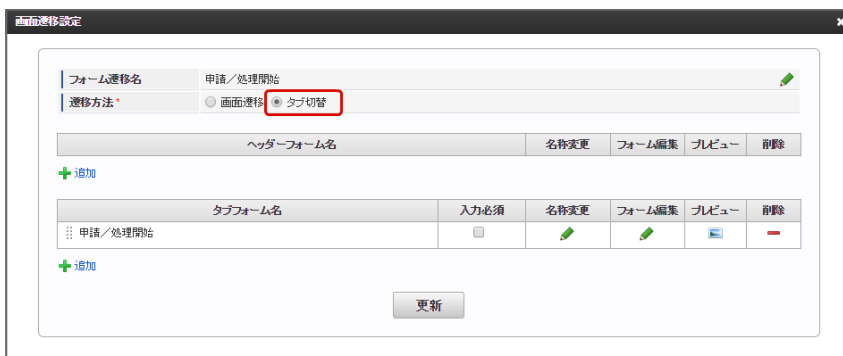 画面遷移設定
フォーム遷移名 申請／処理開始
遷移方法* 画面遷移 タブ切替
ヘッダーフォーム名 名称変更 フォーム編集 プレビュー 削除
追加
タブフォーム名 入力必須 名称変更 フォーム編集 プレビュー 削除
申請／処理開始
追加
更新